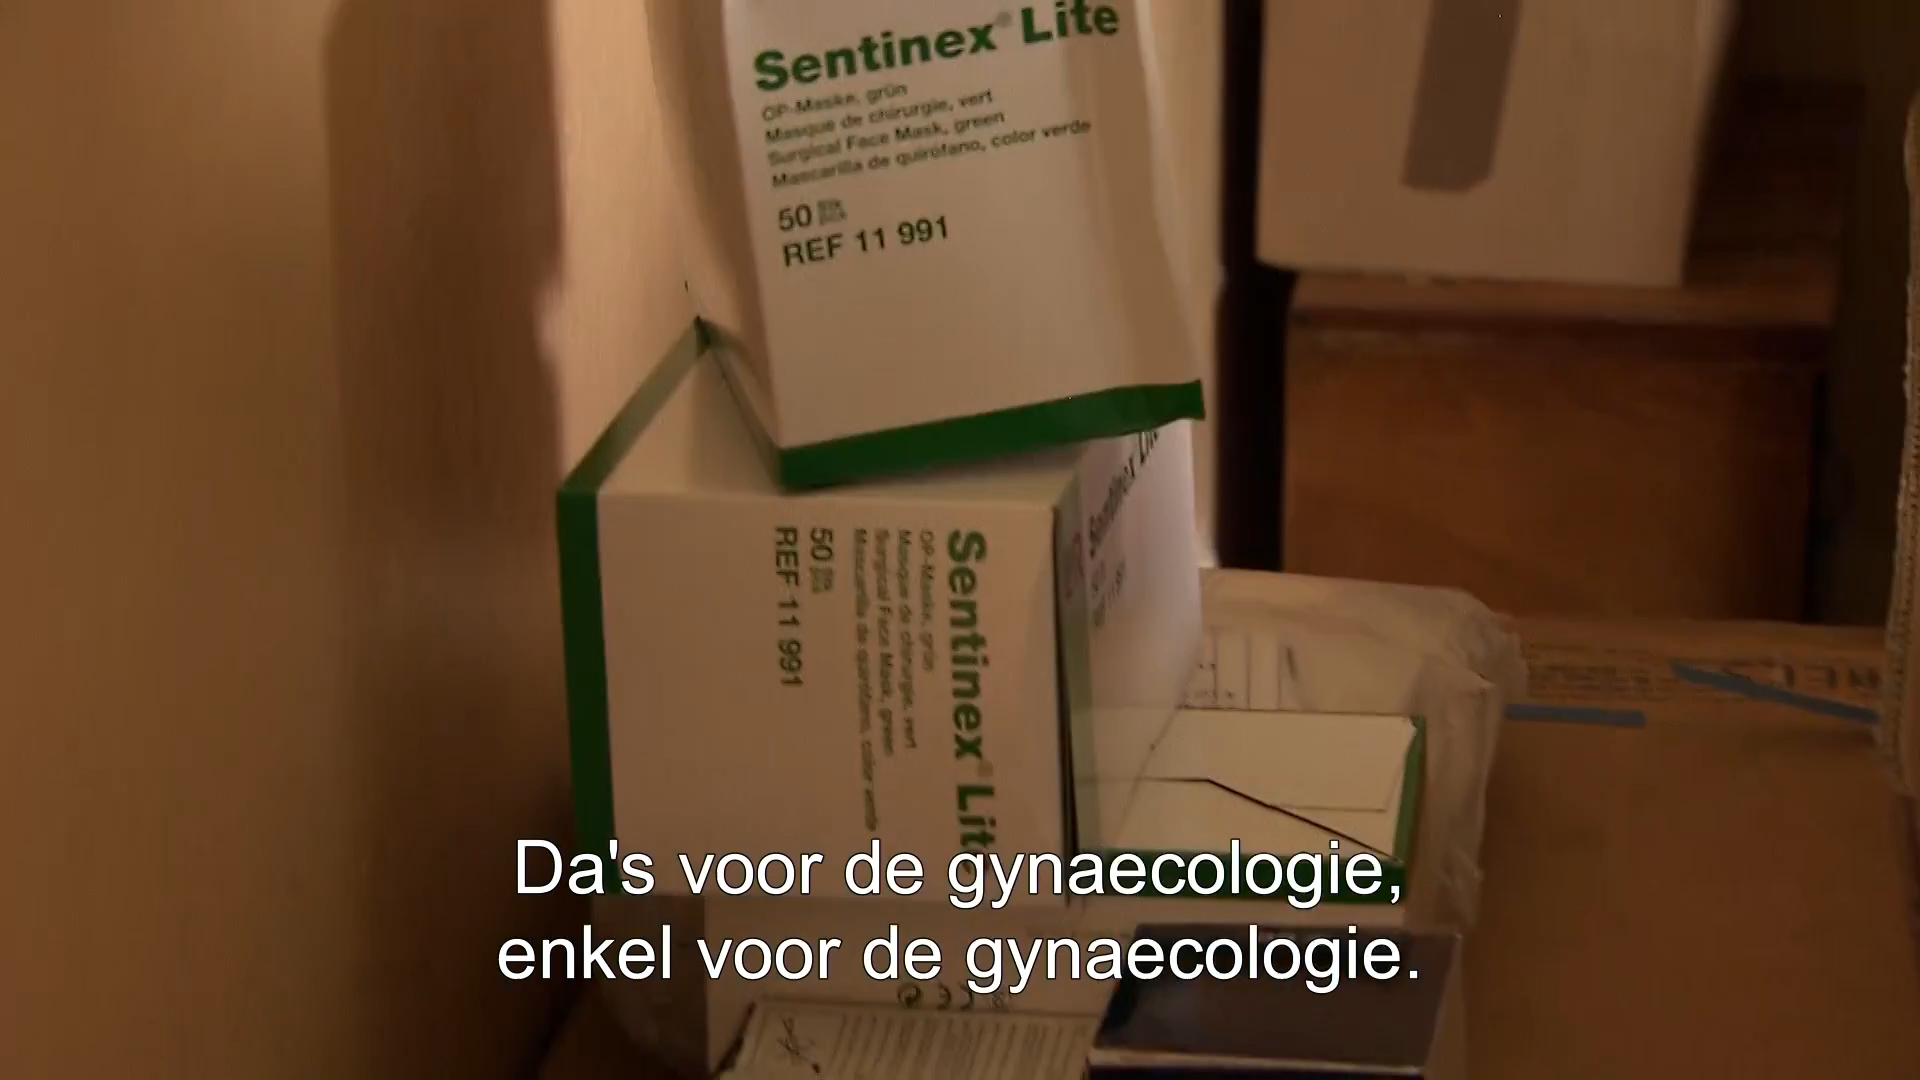 Sentinex® Lite
OP-Maske, grün
Masque de chirurgie, vert
Surgical Face Mask, green
Mascarilla de quirófano, color verde
50
REF 11 991
Sentinex® Lite
OP-Maske, grün
Masque de chirurgie, vert
Surgical Face Mask, green
Mascarilla de quirófano, color verde
50
REF 11 991
Sentinex
Da's voor de gynaecologie,
enkel voor de gynaecologie.